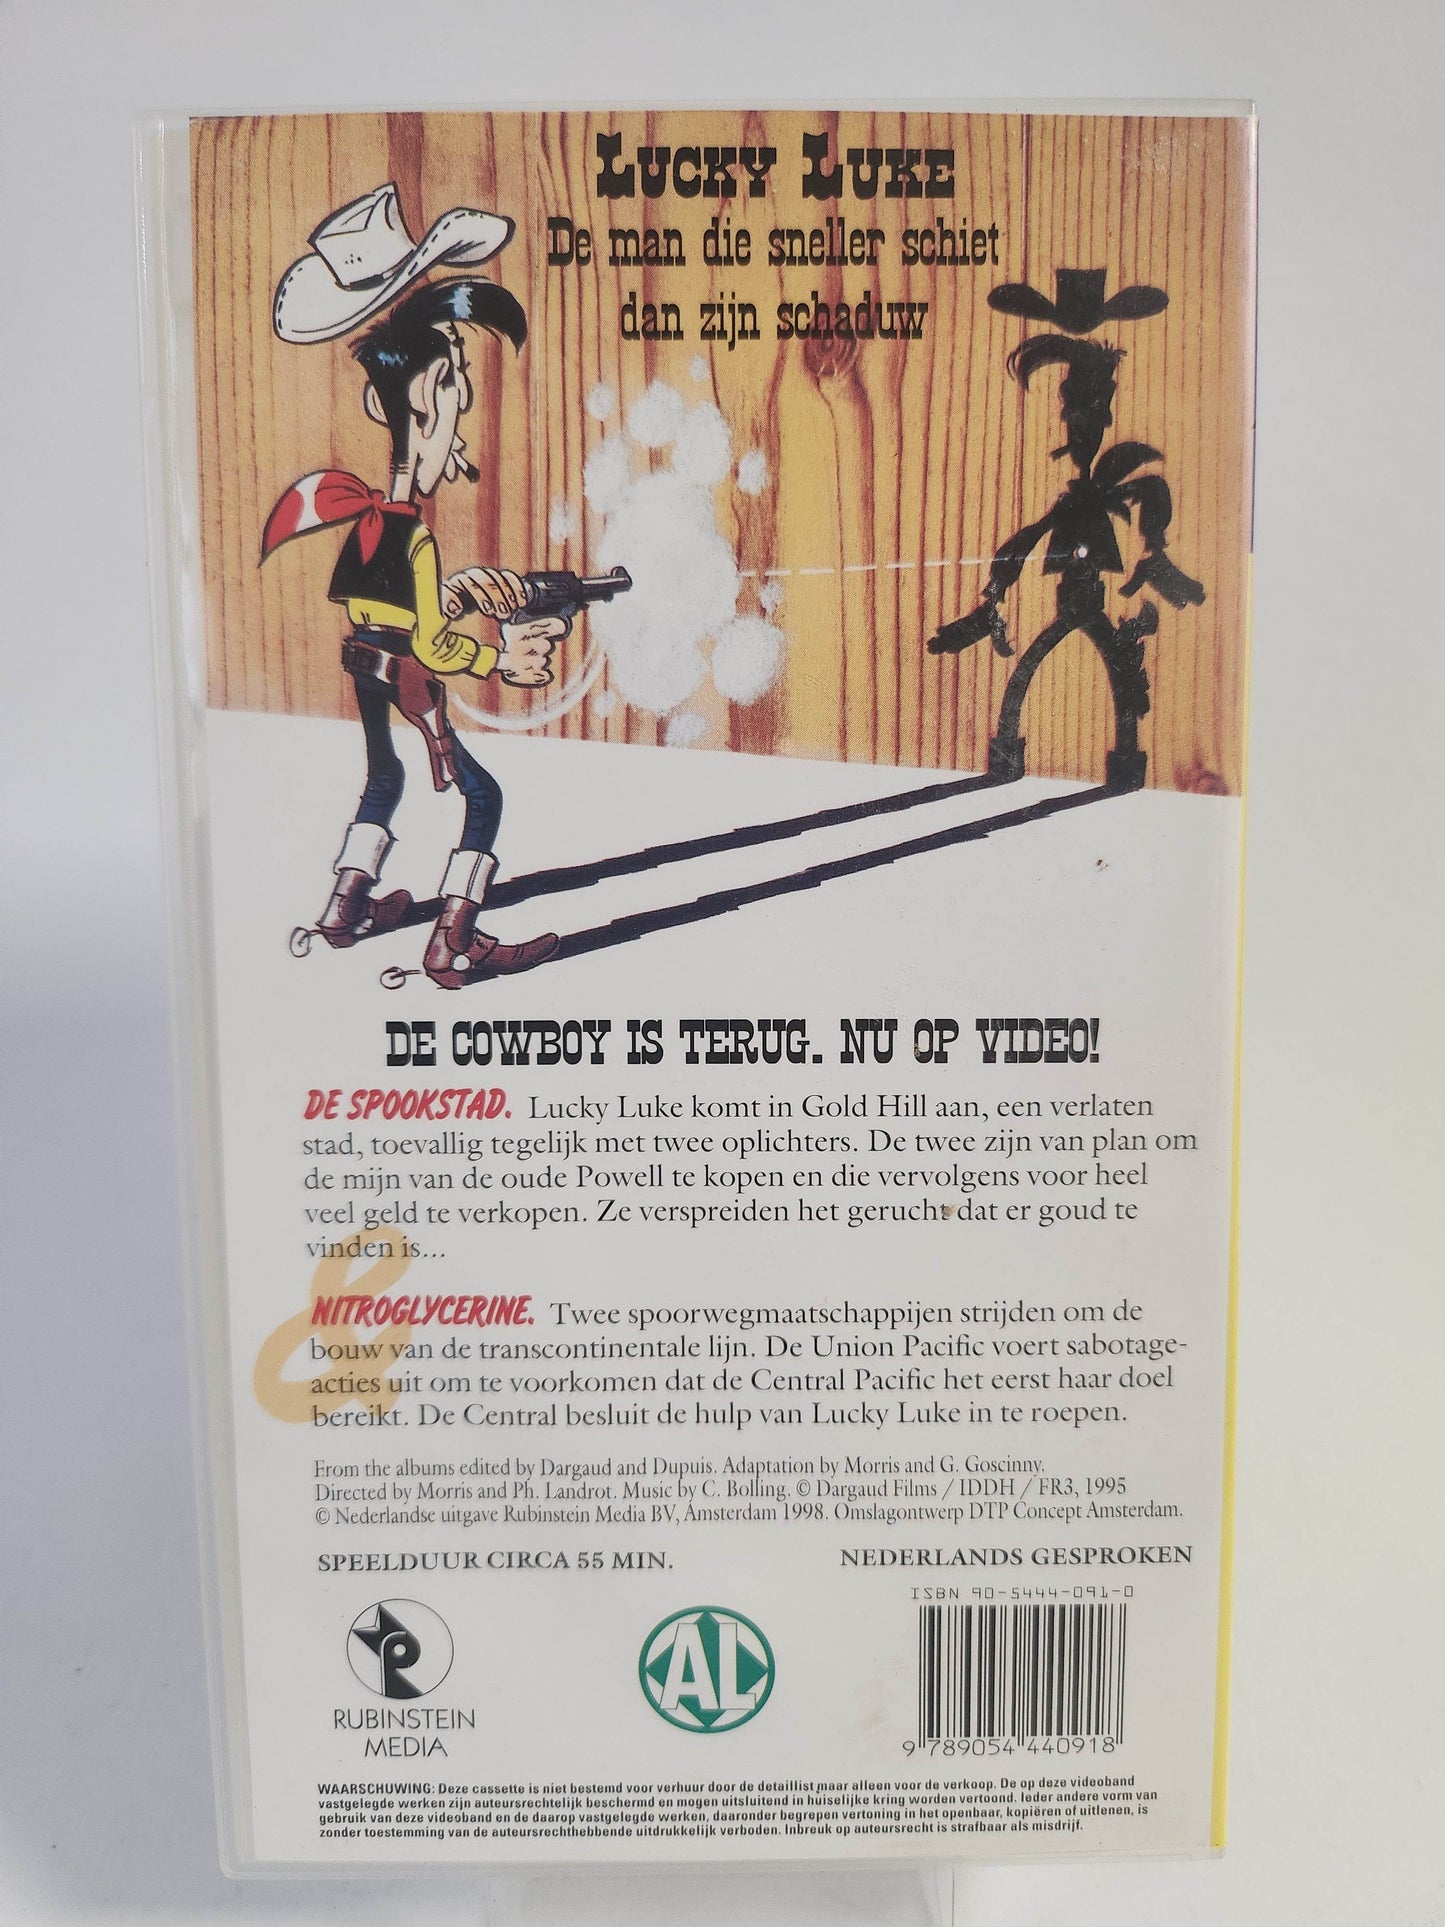 LUCKY LUKE
De man die sneller schiet
dan zijn schaduw
DE COWBOY IS TERUG. NU OP VIDEO!
DE SPOOKSTAD. Lucky Luke komt in Gold Hill aan, een verlaten
stad, toevallig tegelijk met twee oplichters. De twee zijn van plan om
de mijn van de oude Powell te kopen en die vervolgens voor heel
veel geld te verkopen. Ze verspreiden het gerucht dat er goud te
vinden is...
&
NITROGLYCERINE. Twee spoorwegmaatschappijen strijden om de
bouw van de transcontinentale lijn. De Union Pacific voert sabotage-
acties uit om te voorkomen dat de Central Pacific het eerst haar doel
bereikt. De Central besluit de hulp van Lucky Luke in te roepen.
From the albums edited by Dargaud and Dupuis. Adaptation by Morris and G. Goscinny.
Directed by Morris and Ph. Landrot. Music by C. Bolling. © Dargaud Films / IDDH / FR3, 1995
© Nederlandse uitgave Rubinstein Media BV, Amsterdam 1998. Omslagontwerp DTP Concept Amsterdam.
SPEELDUUR CIRCA 55 MIN.
NEDERLANDS GESPROKEN
ISBN 90-5444-091-0
RUBINSTEIN
MEDIA
AL
9 789054 440918
WAARSCHUWING: Deze cassette is niet bestemd voor verhuur door de detaillist maar alleen voor de verkoop. De op deze videoband
vastgelegde werken zijn auteursrechtelijk beschermd en mogen uitsluitend in huiselijke kring worden vertoond. Ieder andere vorm van
gebruik van deze videoband en de daarop vastgelegde werken, daaronder begrepen vertoning in het openbaar, kopiëren of uitlenen, is
zonder toestemming van de auteursrechthebbende uitdrukkelijk verboden. Inbreuk op auteursrecht is strafbaar als misdrijf.